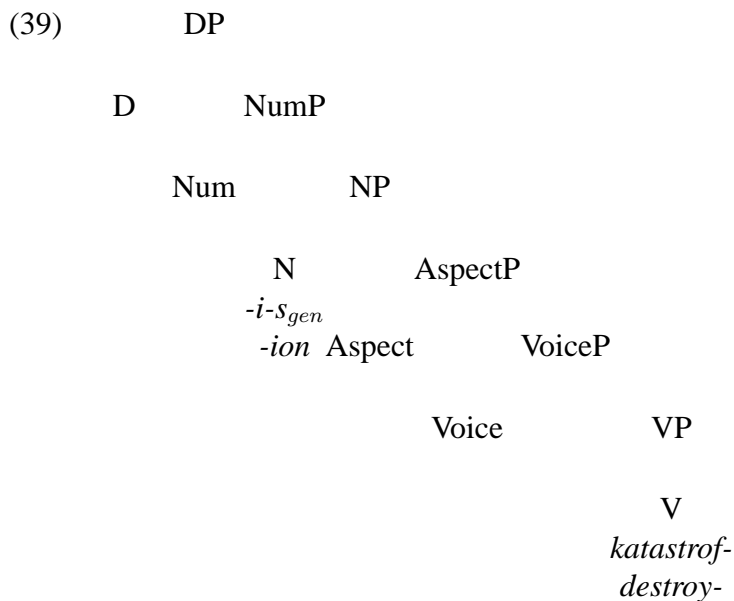 (39) DP
D NumP
Num NP
N AspectP
-i-s_gen
-ion Aspect VoiceP
Voice VP
V
katastrof-
destroy-